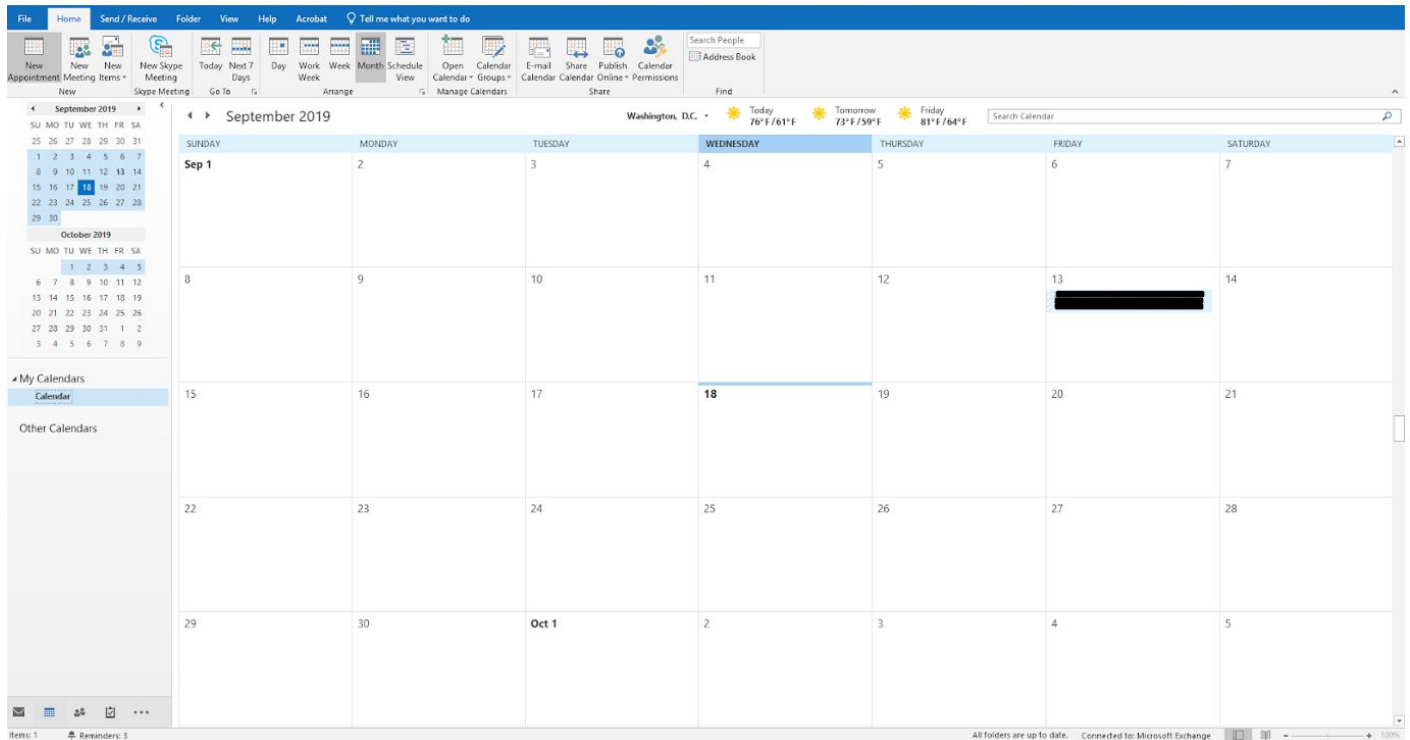 File Home Send / Receive Folder View Help Acrobat Tell me what you want to do
New Appointment New Meeting New Items New Skype Meeting Today Next 7 Days Day Work Week Week Month Schedule View Open Calendar Calendar Groups E-mail Calendar Share Calendar Publish Online Calendar Permissions Search People Address Book
New Skype Meeting Go To Arrange Manage Calendars Share Find
September 2019
SU MO TU WE TH FR SA
25 26 27 28 29 30 31
1 2 3 4 5 6 7
8 9 10 11 12 13 14
15 16 17 18 19 20 21
22 23 24 25 26 27 28
29 30
October 2019
SU MO TU WE TH FR SA
1 2 3 4 5
6 7 8 9 10 11 12
13 14 15 16 17 18 19
20 21 22 23 24 25 26
27 28 29 30 31 1 2
3 4 5 6 7 8 9
My Calendars
Calendar
Other Calendars
September 2019 Washington, D.C. Today 76°F/61°F Tomorrow 73°F/59°F Friday 81°F/64°F Search Calendar
SUNDAY MONDAY TUESDAY WEDNESDAY THURSDAY FRIDAY SATURDAY
Sep 1 2 3 4 5 6 7
8 9 10 11 12 13 14
15 16 17 18 19 20 21
22 23 24 25 26 27 28
29 30 Oct 1 2 3 4 5
Items: 1 Reminders: 3 All folders are up to date. Connected to: Microsoft Exchange 100%